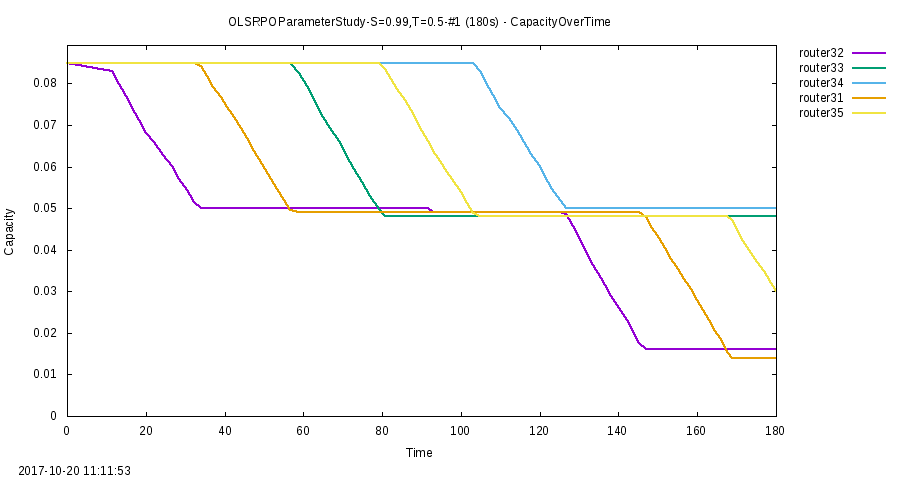 OLSRPOParameterStudy-S=0.99,T=0.5-#1 (180s) - CapacityOverTime
router32
router33
router34
router31
router35
0.08
0.07
0.06
0.05
0.04
0.03
0.02
0.01
0
Capacity
0 20 40 60 80 100 120 140 160 180
Time
2017-10-20 11:11:53